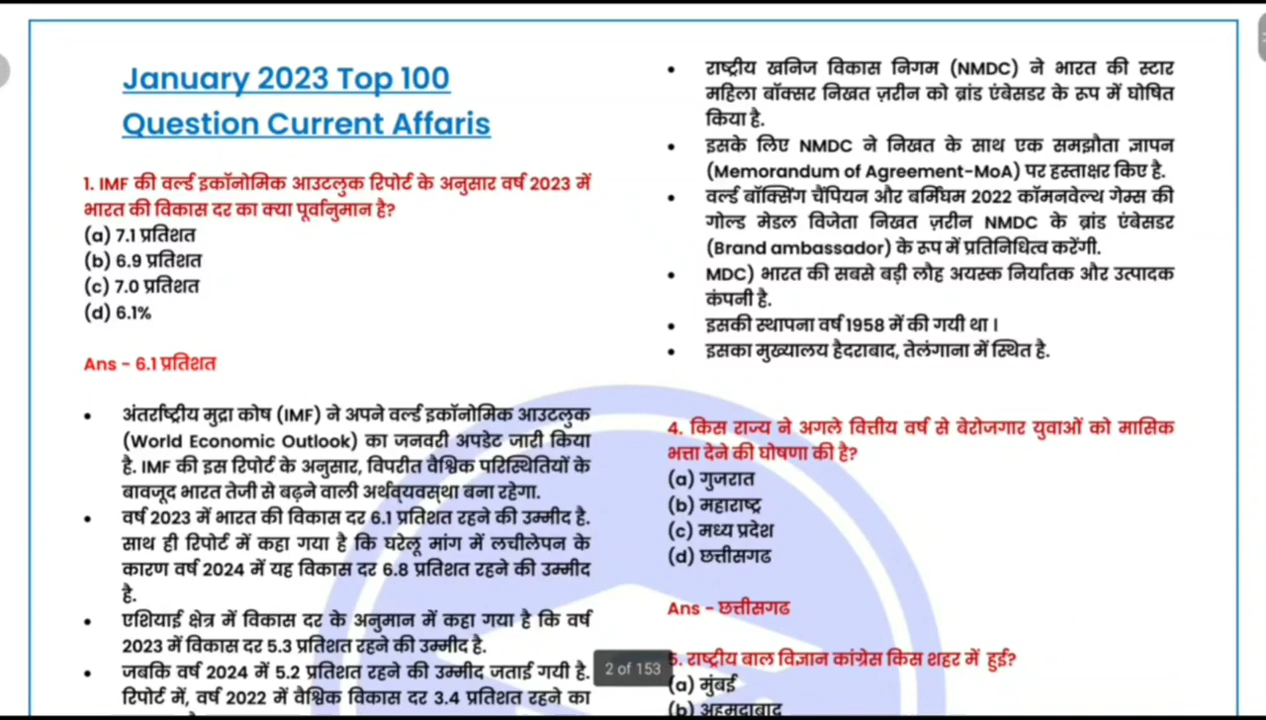 January 2023 Top 100
Question Current Affaris
1. IMF की वर्ल्ड इकॉनोमिक आउटलुक रिपोर्ट के अनुसार वर्ष 2023 में
भारत की विकास दर का क्या पूर्वानुमान है?
(a) 7.1 प्रतिशत
(b) 6.9 प्रतिशत
(c) 7.0 प्रतिशत
(d) 6.1%
Ans - 6.1 प्रतिशत
• अंतर्राष्ट्रीय मुद्रा कोष (IMF) ने अपने वर्ल्ड इकॉनोमिक आउटलुक
(World Economic Outlook) का जनवरी अपडेट जारी किया
है. IMF की इस रिपोर्ट के अनुसार, विपरीत वैश्विक परिस्थितियों के
बावजूद भारत तेजी से बढ़ने वाली अर्थव्यवस्था बना रहेगा.
• वर्ष 2023 में भारत की विकास दर 6.1 प्रतिशत रहने की उम्मीद है.
साथ ही रिपोर्ट में कहा गया है कि घरेलू मांग में लचीलेपन के
कारण वर्ष 2024 में यह विकास दर 6.8 प्रतिशत रहने की उम्मीद
है.
• एशियाई क्षेत्र में विकास दर के अनुमान में कहा गया है कि वर्ष
2023 में विकास दर 5.3 प्रतिशत रहने की उम्मीद है.
• जबकि वर्ष 2024 में 5.2 प्रतिशत रहने की उम्मीद जताई गयी है.
रिपोर्ट में, वर्ष 2022 में वैश्विक विकास दर 3.4 प्रतिशत रहने का
• राष्ट्रीय खनिज विकास निगम (NMDC) ने भारत की स्टार
महिला बॉक्सर निखत ज़रीन को ब्रांड एंबेसडर के रूप में घोषित
किया है.
• इसके लिए NMDC ने निखत के साथ एक समझौता ज्ञापन
(Memorandum of Agreement-MoA) पर हस्ताक्षर किए है.
• वर्ल्ड बॉक्सिंग चैंपियन और बर्मिंघम 2022 कॉमनवेल्थ गेम्स की
गोल्ड मेडल विजेता निखत ज़रीन NMDC के ब्रांड एंबेसडर
(Brand ambassador) के रूप में प्रतिनिधित्व करेंगी.
• MDC) भारत की सबसे बड़ी लौह अयस्क निर्यातक और उत्पादक
कंपनी है.
• इसकी स्थापना वर्ष 1958 में की गयी था ।
• इसका मुख्यालय हैदराबाद, तेलंगाना में स्थित है.
4. किस राज्य ने अगले वित्तीय वर्ष से बेरोजगार युवाओं को मासिक
भत्ता देने की घोषणा की है?
(a) गुजरात
(b) महाराष्ट्र
(c) मध्य प्रदेश
(d) छत्तीसगढ
Ans - छत्तीसगढ
5. राष्ट्रीय बाल विज्ञान कांग्रेस किस शहर में हुई?
(a) मुंबई
(b) अहमदाबाद
2 of 153